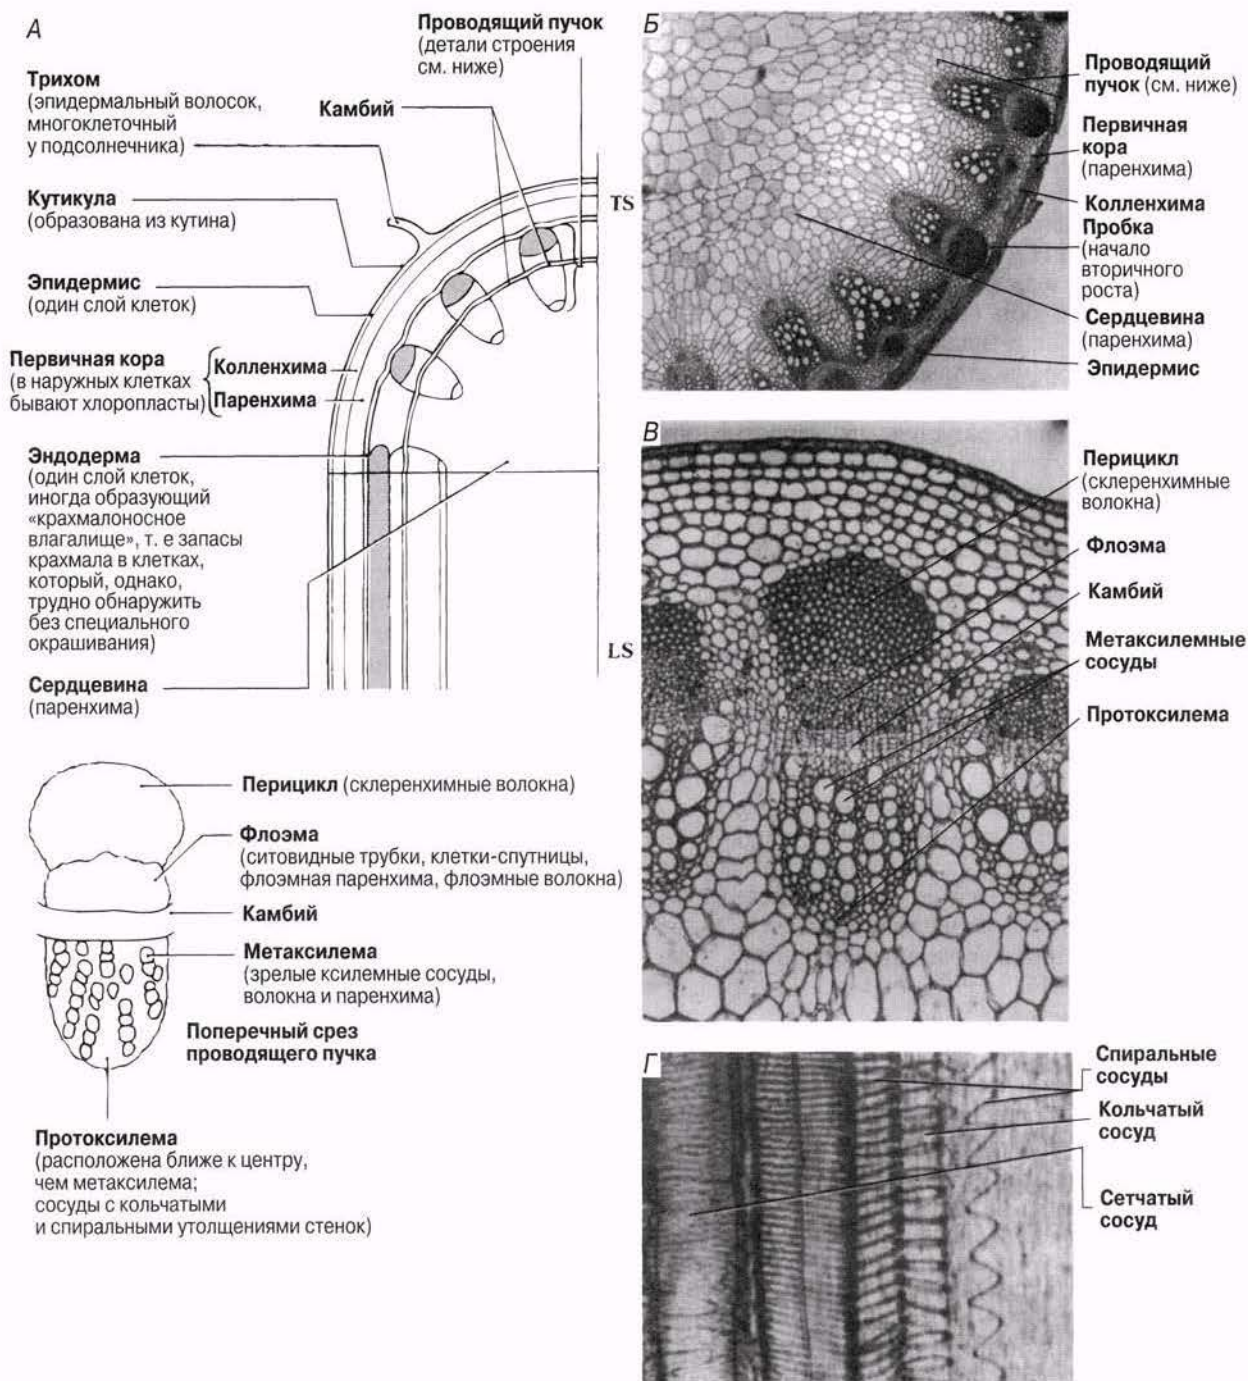 А
Проводящий пучок
(детали строения
см. ниже)
Трихом
(эпидермальный волосок,
многоклеточный
у подсолнечника)
Камбий
Кутикула
(образована из кутина)
TS
Эпидермис
(один слой клеток)
Первичная кора
(в наружных клетках
бывают хлоропласты)
Колленхима
Паренхима
Эндодерма
(один слой клеток,
иногда образующий
«крахмалоносное
влагалище», т. е запасы
крахмала в клетках,
который, однако,
трудно обнаружить
без специального
окрашивания)
LS
Сердцевина
(паренхима)
Перицикл (склеренхимные волокна)
Флоэма
(ситовидные трубки, клетки-спутницы,
флоэмная паренхима, флоэмные волокна)
Камбий
Метаксилема
(зрелые ксилемные сосуды,
волокна и паренхима)
Поперечный срез
проводящего пучка
Протоксилема
(расположена ближе к центру,
чем метаксилема;
сосуды с кольчатыми
и спиральными утолщениями стенок)
Б
Проводящий
пучок (см. ниже)
Первичная
кора
(паренхима)
Колленхима
Пробка
(начало
вторичного
роста)
Сердцевина
(паренхима)
Эпидермис
В
Перицикл
(склеренхимные
волокна)
Флоэма
Камбий
Метаксилемные
сосуды
Протоксилема
Г
Спиральные
сосуды
Кольчатый
сосуд
Сетчатый
сосуд